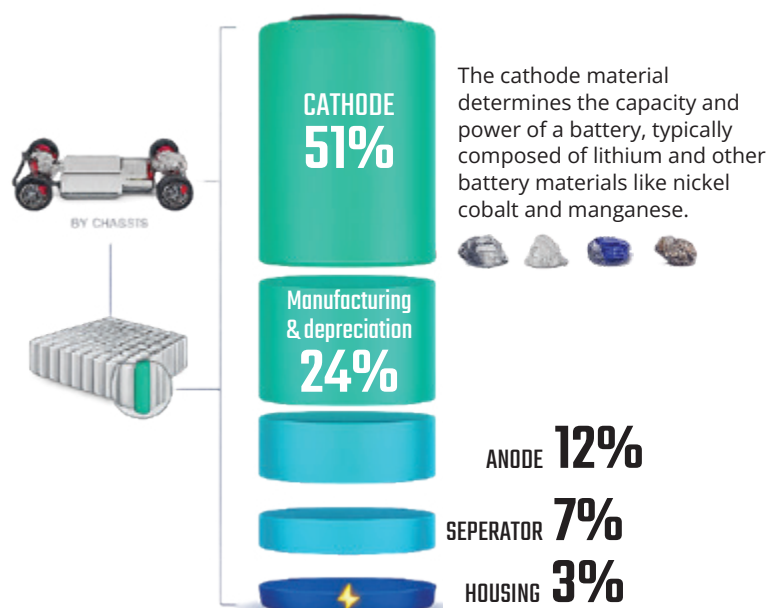 CATHODE
51%
The cathode material
determines the capacity and
power of a battery, typically
composed of lithium and other
battery materials like nickel
cobalt and manganese.
BY CHASSIS
Manufacturing
& depreciation
24%
ANODE 12%
SEPERATOR 7%
HOUSING 3%